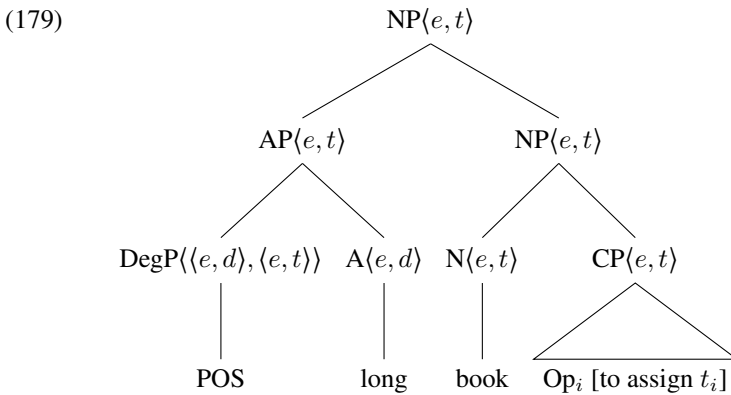 (179)
NP⟨e, t⟩
AP⟨e, t⟩ NP⟨e, t⟩
DegP⟨⟨e, d⟩, ⟨e, t⟩⟩ A⟨e, d⟩ N⟨e, t⟩ CP⟨e, t⟩
POS long book Opᵢ [to assign tᵢ]